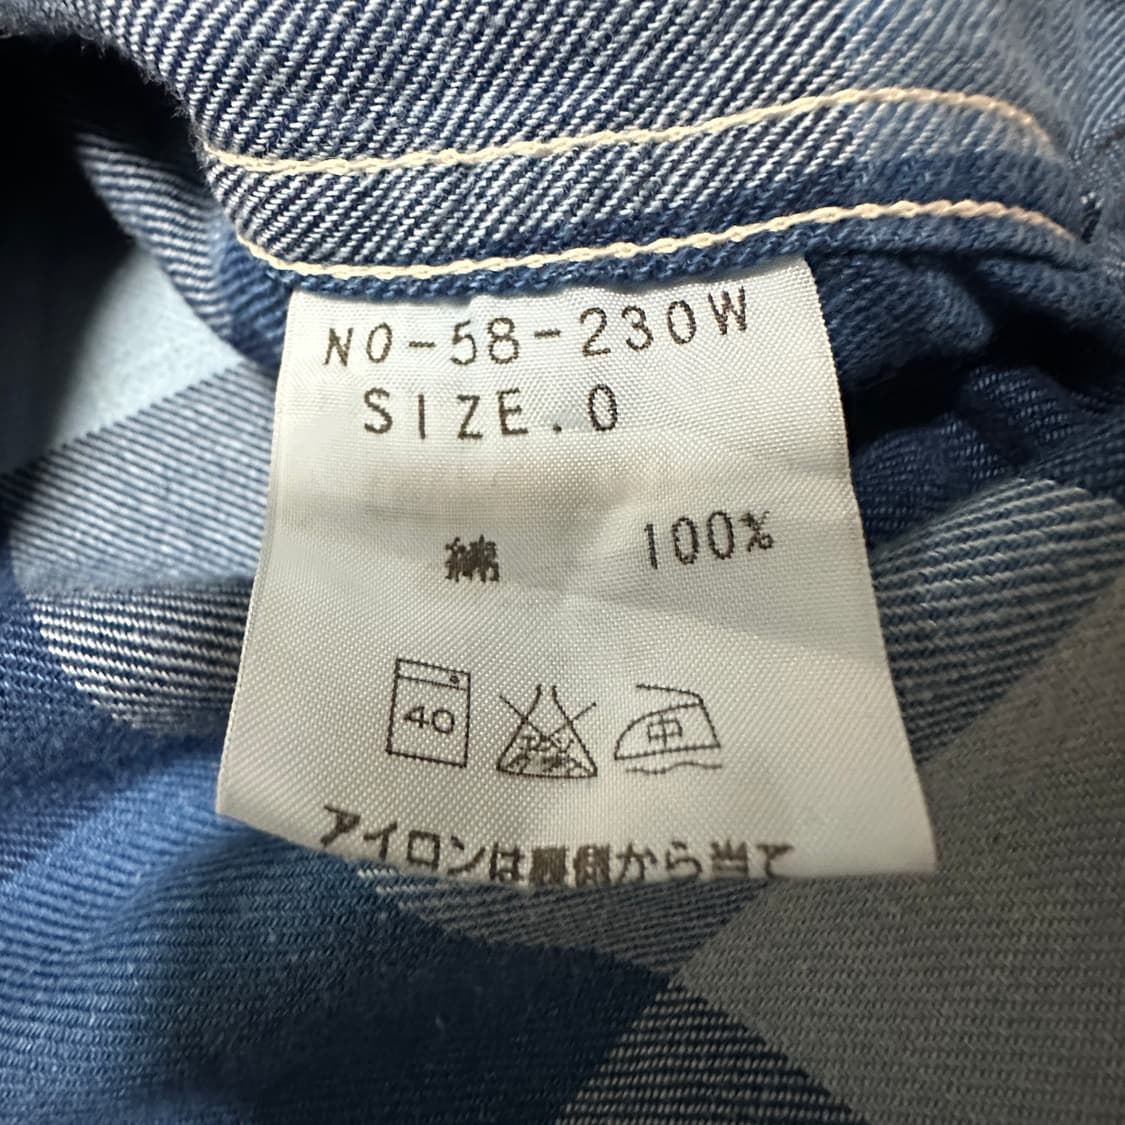 NO-58-230W
SIZE.0
綿 100%
40 中
アイロンは裏側から当て